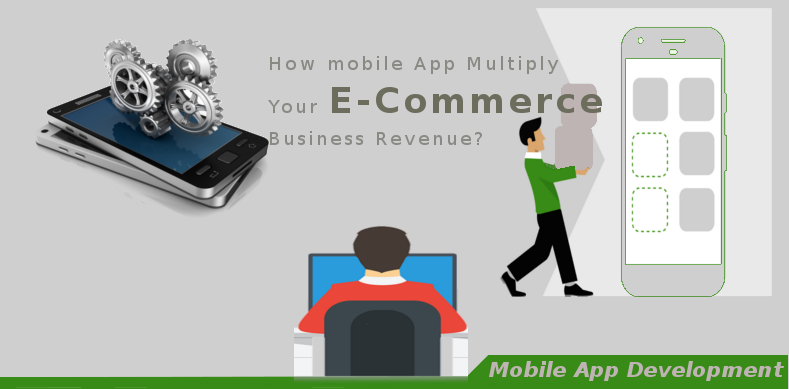 How mobile App Multiply
Your E-Commerce
Business Revenue?
Mobile App Development